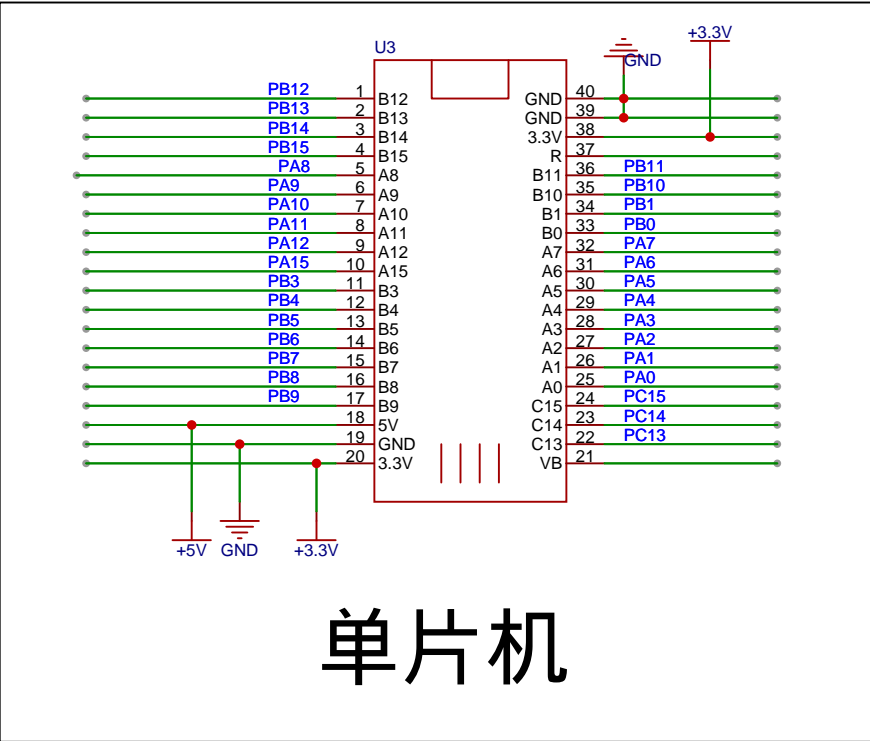 U3
+3.3V
GND
PB12 1 B12 GND 40
PB13 2 B13 GND 39
PB14 3 B14 3.3V 38
PB15 4 B15 R 37
PA8 5 A8 B11 36 PB11
PA9 6 A9 B10 35 PB10
PA10 7 A10 B1 34 PB1
PA11 8 A11 B0 33 PB0
PA12 9 A12 A7 32 PA7
PA15 10 A15 A6 31 PA6
PB3 11 B3 A5 30 PA5
PB4 12 B4 A4 29 PA4
PB5 13 B5 A3 28 PA3
PB6 14 B6 A2 27 PA2
PB7 15 B7 A1 26 PA1
PB8 16 B8 A0 25 PA0
PB9 17 B9 C15 24 PC15
18 5V C14 23 PC14
19 GND C13 22 PC13
20 3.3V VB 21
+5V GND +3.3V
单片机